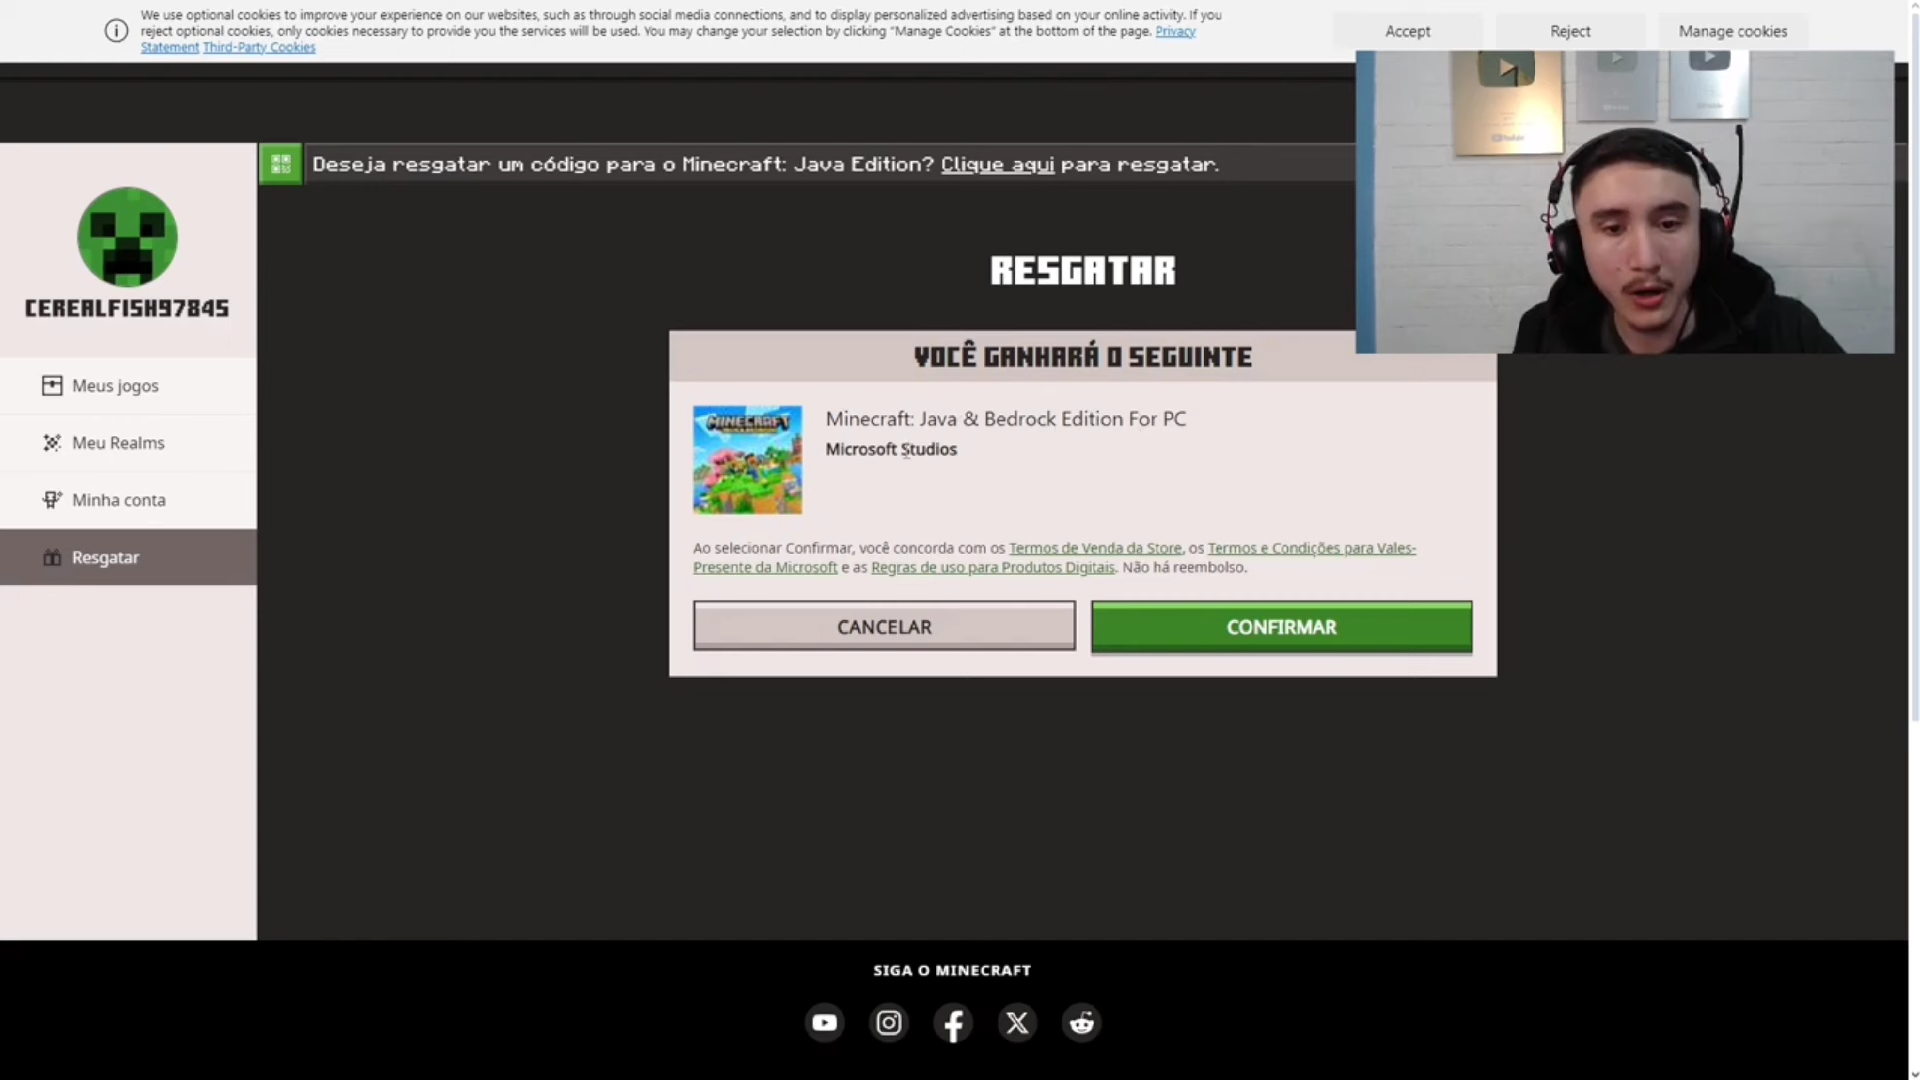 We use optional cookies to improve your experience on our websites, such as through social media connections, and to display personalized advertising based on your online activity. If you
reject optional cookies, only cookies necessary to provide you the services will be used. You may change your selection by clicking "Manage Cookies" at the bottom of the page. Privacy
Statement Third-Party Cookies
Accept
Reject
Manage cookies
Deseja resgatar um código para o Minecraft: Java Edition? Clique aqui para resgatar.
CEREALFISH97845
Meus jogos
Meu Realms
Minha conta
Resgatar
RESGATAR
VOCÊ GANHARÁ O SEGUINTE
MINECRAFT
Minecraft: Java & Bedrock Edition For PC
Microsoft Studios
Ao selecionar Confirmar, você concorda com os Termos de Venda da Store, os Termos e Condições para Vales-
Presente da Microsoft e as Regras de uso para Produtos Digitais. Não há reembolso.
CANCELAR
CONFIRMAR
SIGA O MINECRAFT